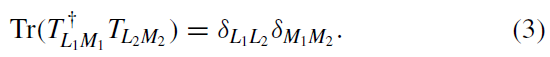 Tr(T†_{L₁M₁} T_{L₂M₂}) = δ_{L₁L₂} δ_{M₁M₂}. (3)